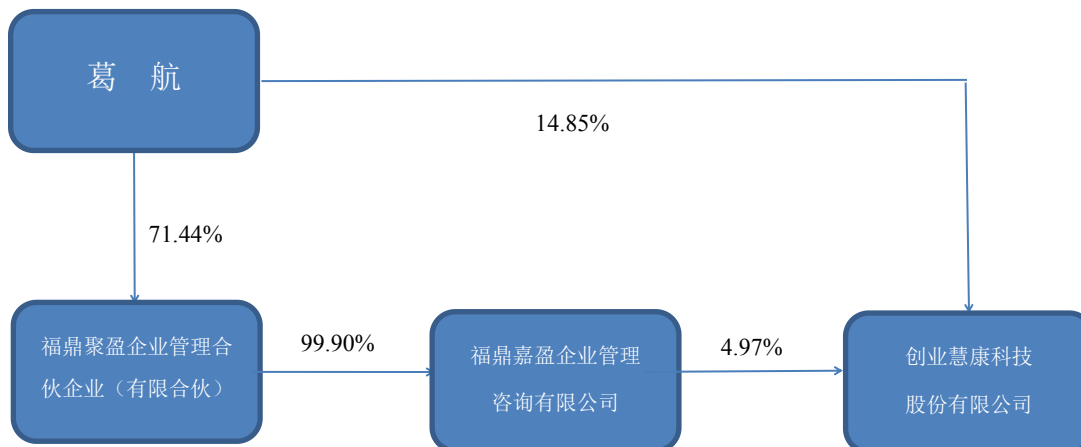 葛 航
14.85%
71.44%
福鼎聚盈企业管理合
伙企业（有限合伙）
99.90%
福鼎嘉盈企业管理
咨询有限公司
4.97%
创业慧康科技
股份有限公司